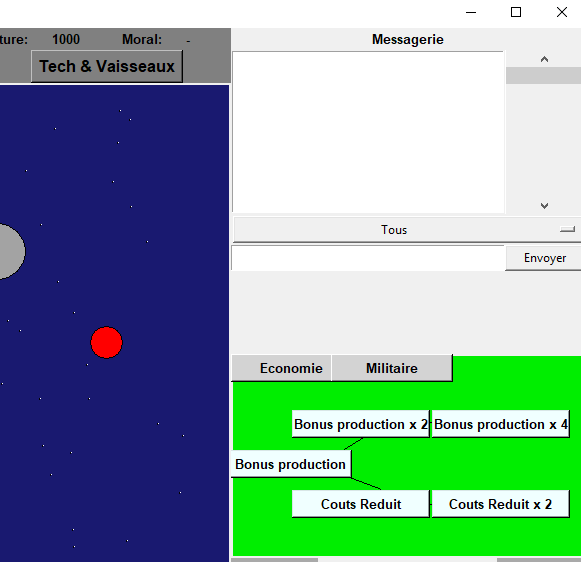 ture: 1000 Moral: -
Tech & Vaisseaux
Messagerie
Tous
Envoyer
Economie Militaire
Bonus production x 2 Bonus production x 4
Bonus production
Couts Reduit Couts Reduit x 2